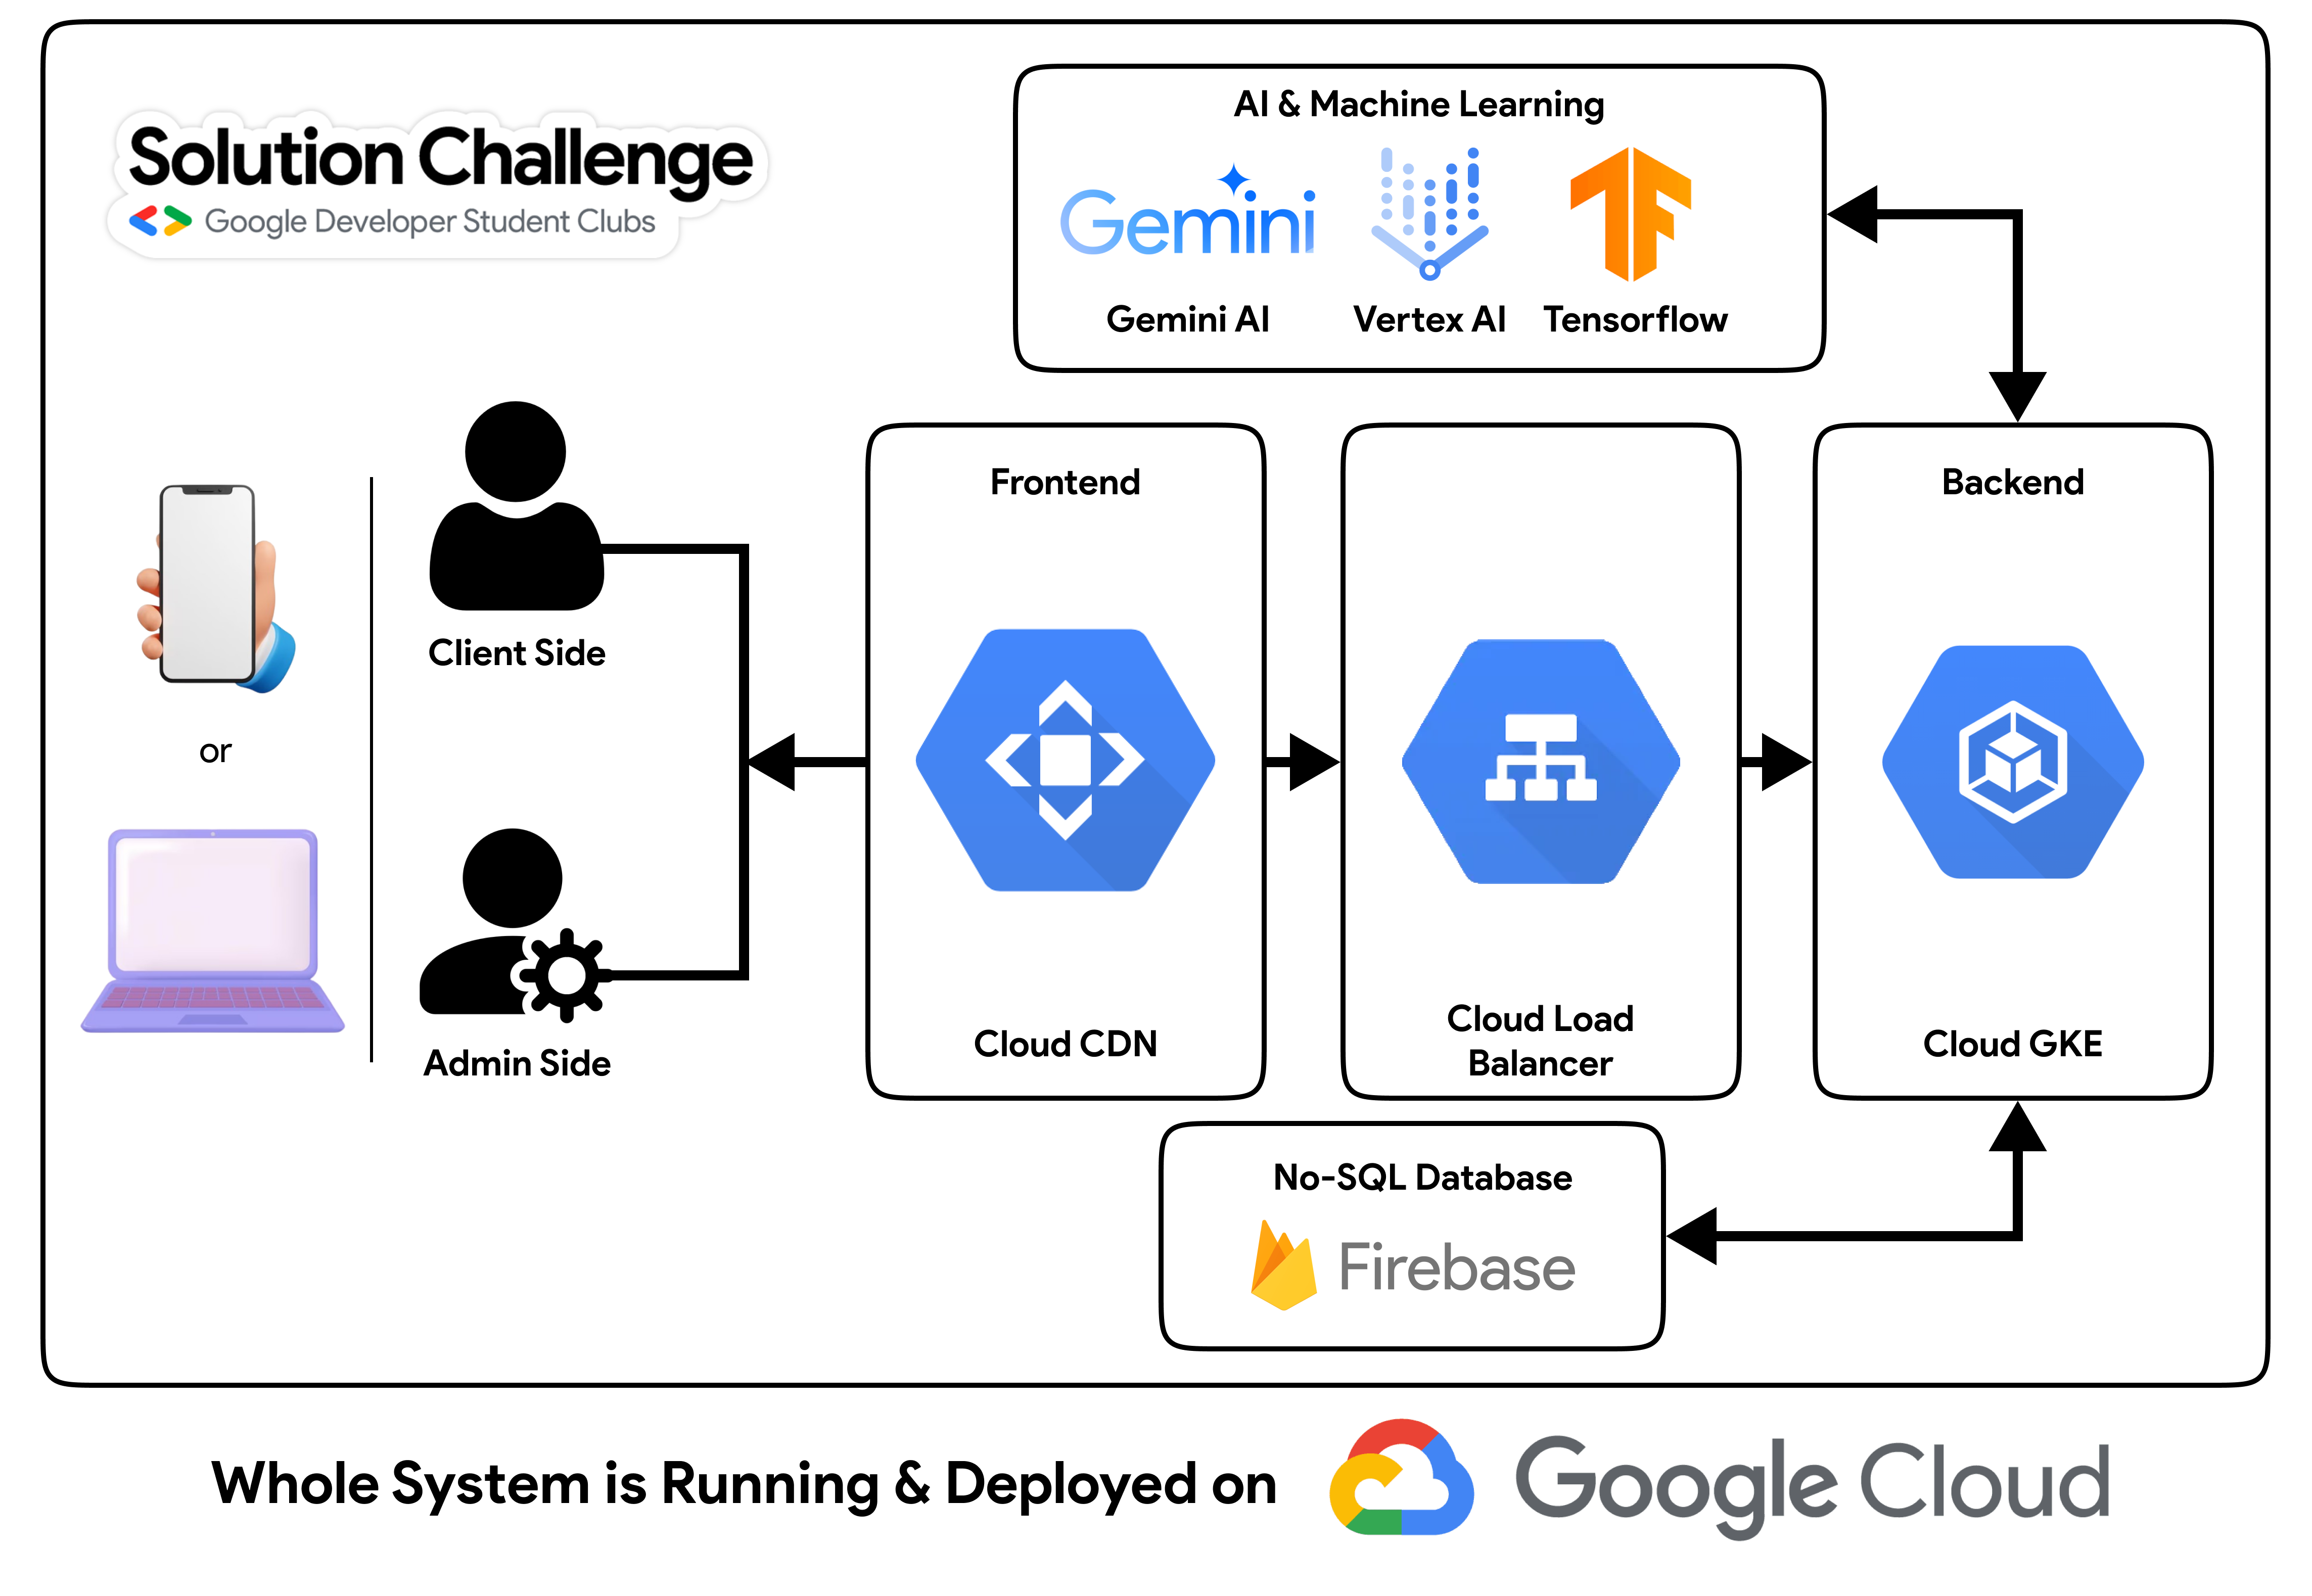 Solution Challenge
Google Developer Student Clubs
AI & Machine Learning
Gemini
Gemini AI
Vertex AI
Tensorflow
Client Side
or
Admin Side
Frontend
Cloud CDN
Cloud Load
Balancer
Backend
Cloud GKE
No-SQL Database
Firebase
Whole System is Running & Deployed on
Google Cloud